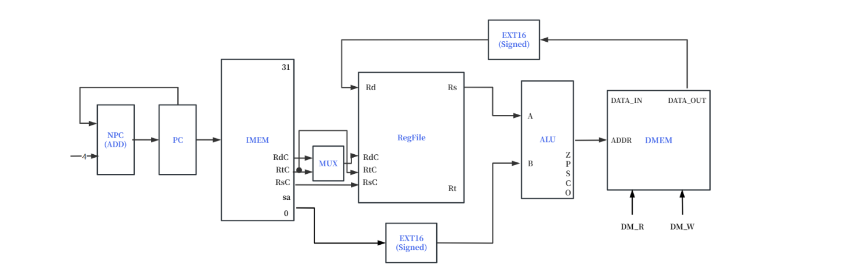 EXT16
(Signed)
31
Rd
Rs
DATA_IN
DATA_OUT
NPC
(ADD)
4
PC
IMEM
RegFile
A
ALU
ADDR
DMEM
RdC
RtC
RsC
sa
0
MUX
RdC
RtC
RsC
Rt
B
Z
P
S
C
O
DM_R
DM_W
EXT16
(Signed)